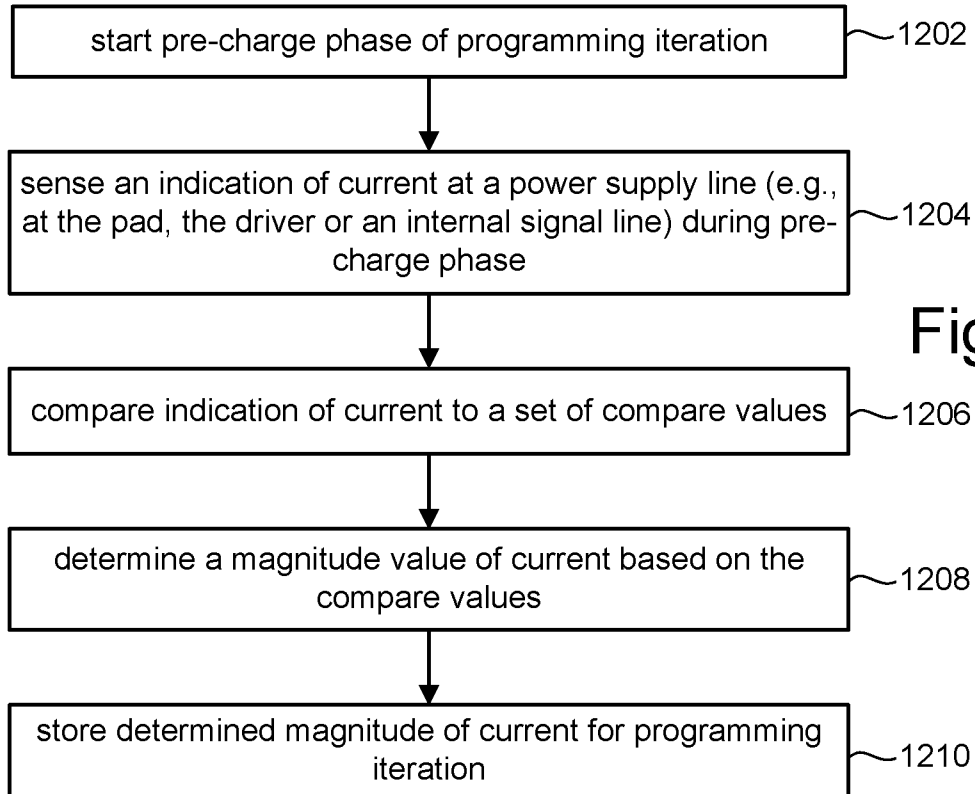 start pre-charge phase of programming iteration
1202
sense an indication of current at a power supply line (e.g.,
at the pad, the driver or an internal signal line) during pre-
charge phase
1204
Fig
compare indication of current to a set of compare values
1206
determine a magnitude value of current based on the
compare values
1208
store determined magnitude of current for programming
iteration
1210